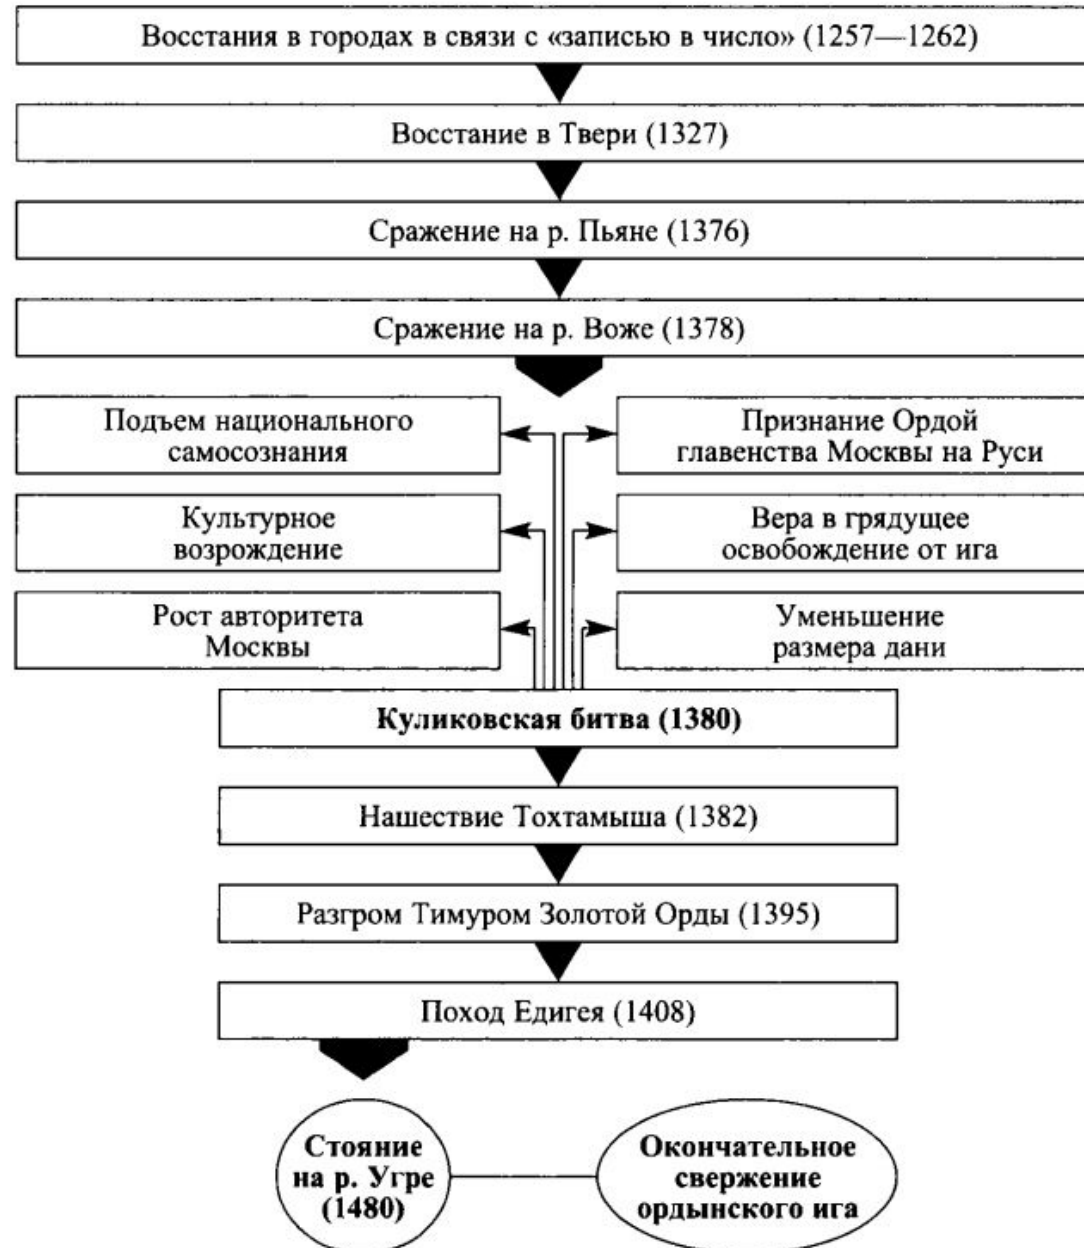 Восстания в городах в связи с «записью в число» (1257—1262)
Восстание в Твери (1327)
Сражение на р. Пьяне (1376)
Сражение на р. Воже (1378)
Подъем национального
самосознания
Признание Ордой
главенства Москвы на Руси
Культурное
возрождение
Вера в грядущее
освобождение от ига
Рост авторитета
Москвы
Уменьшение
размера дани
Куликовская битва (1380)
Нашествие Тохтамыша (1382)
Разгром Тимуром Золотой Орды (1395)
Поход Едигея (1408)
Стояние
на р. Угре
(1480)
Окончательное
свержение
ордынского ига